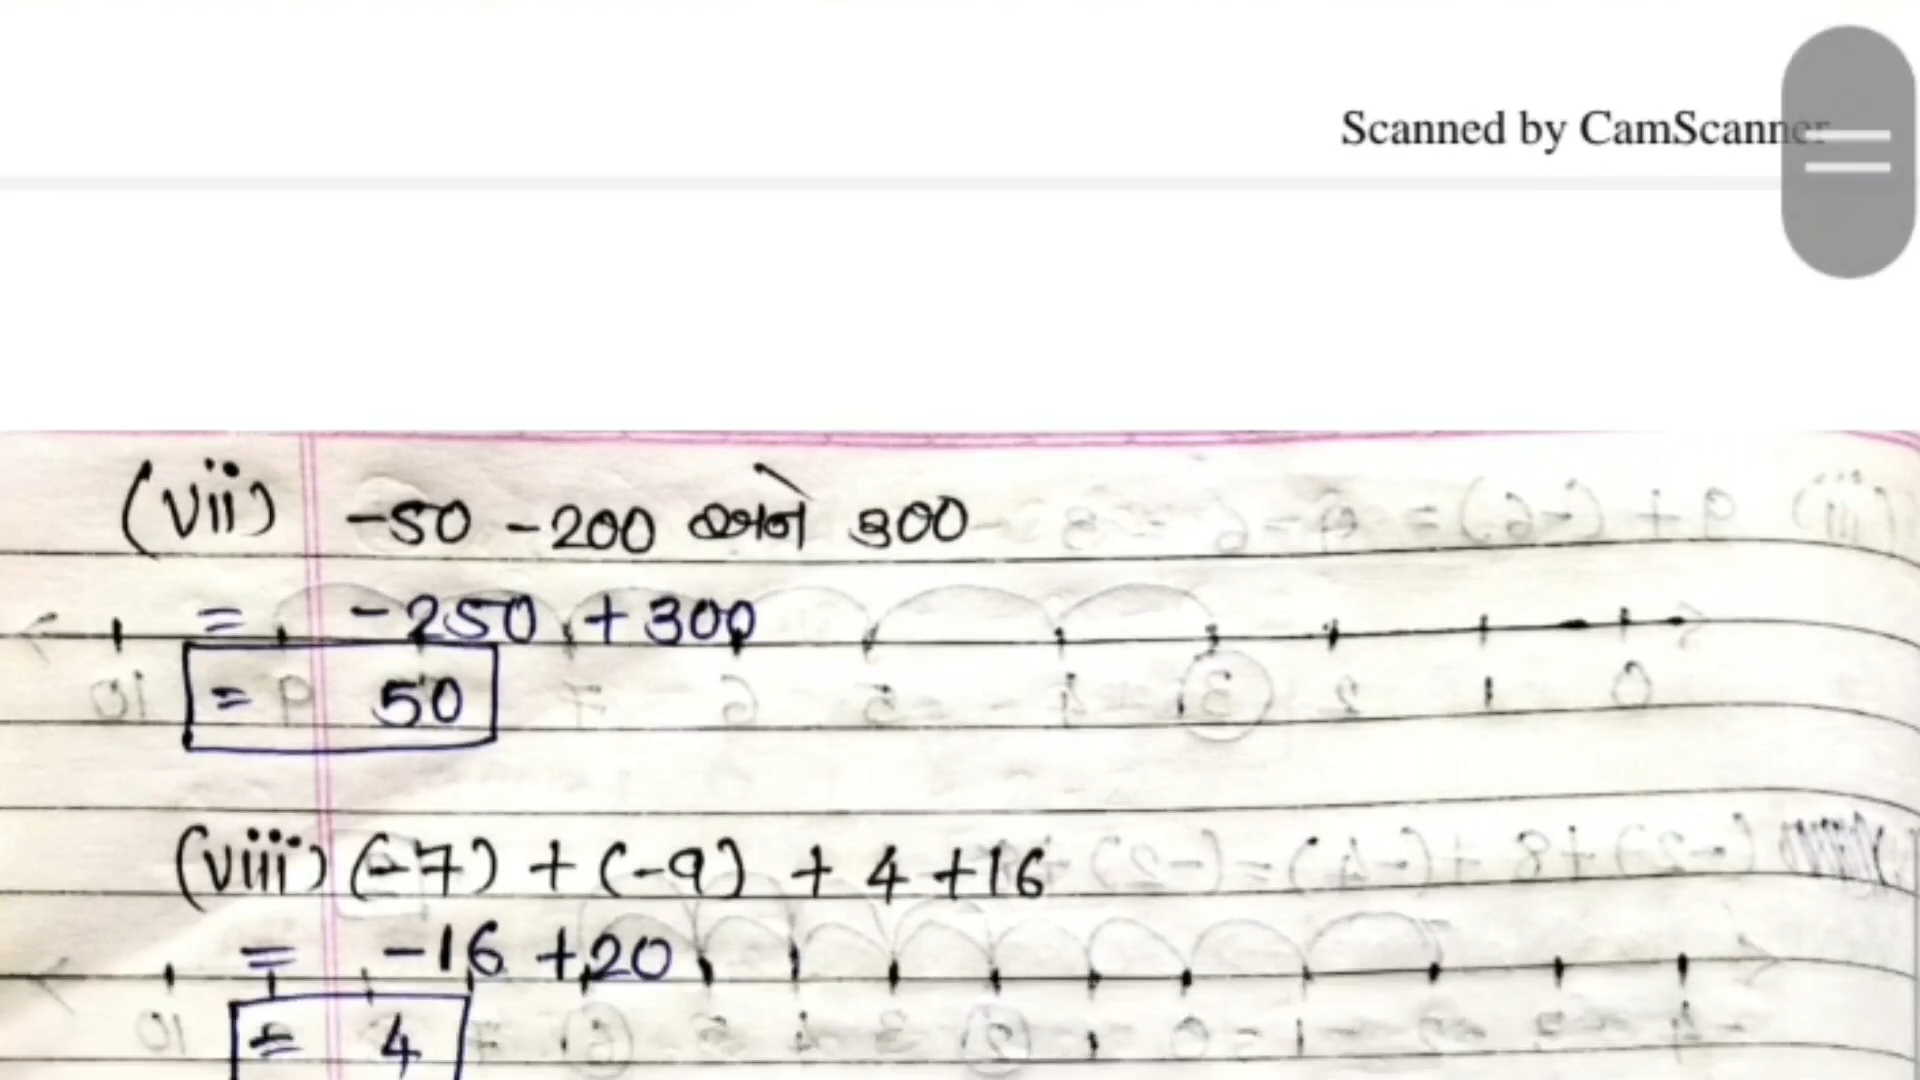 Scanned by CamScanner
(vii) -50 -200 અને 300
= -250 + 300
= 50
(viii) (-7) + (-9) + 4 + 16
= -16 + 20
= 4